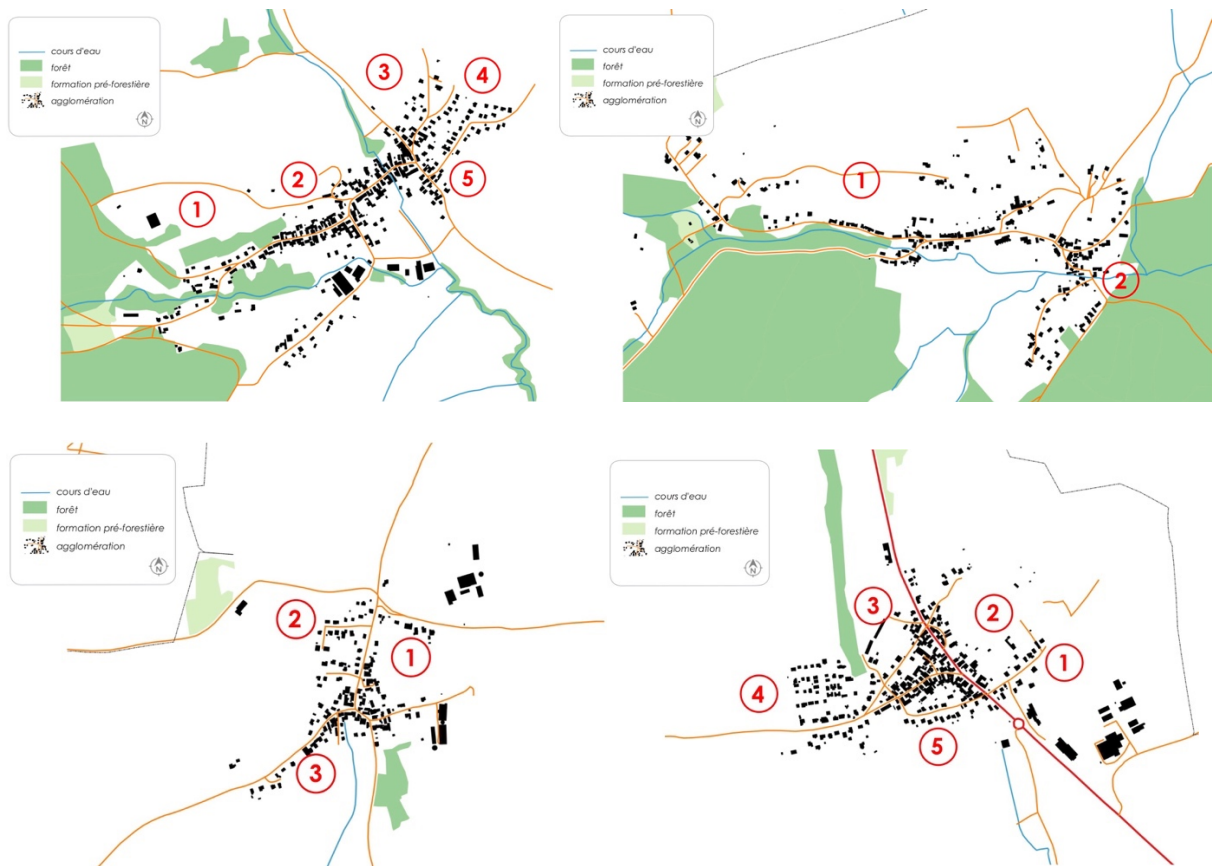 cours d'eau
forêt
formation pré-forestière
agglomération
N
3
4
2
5
1
cours d'eau
forêt
formation pré-forestière
agglomération
N
1
2
cours d'eau
forêt
formation pré-forestière
agglomération
N
2
1
3
cours d'eau
forêt
formation pré-forestière
agglomération
N
3
2
1
4
5